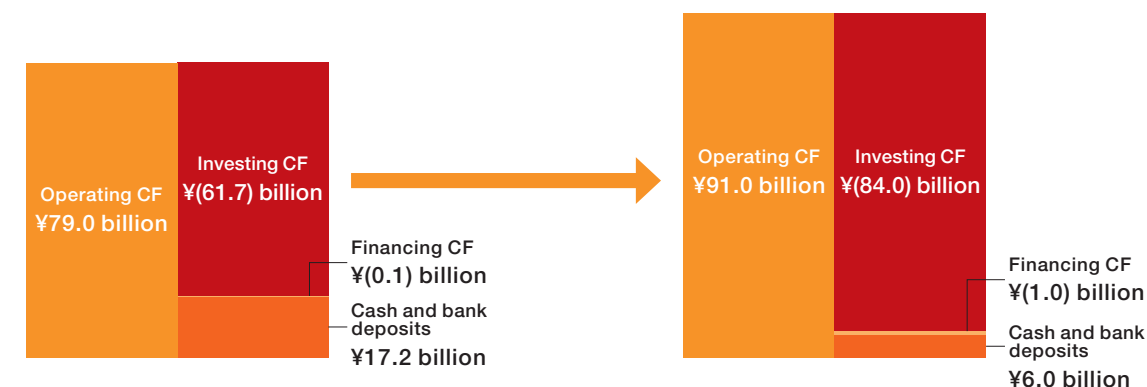 Operating CF
¥79.0 billion
Investing CF
¥(61.7) billion
Financing CF
¥(0.1) billion
Cash and bank
deposits
¥17.2 billion
Operating CF
¥91.0 billion
Investing CF
¥(84.0) billion
Financing CF
¥(1.0) billion
Cash and bank
deposits
¥6.0 billion